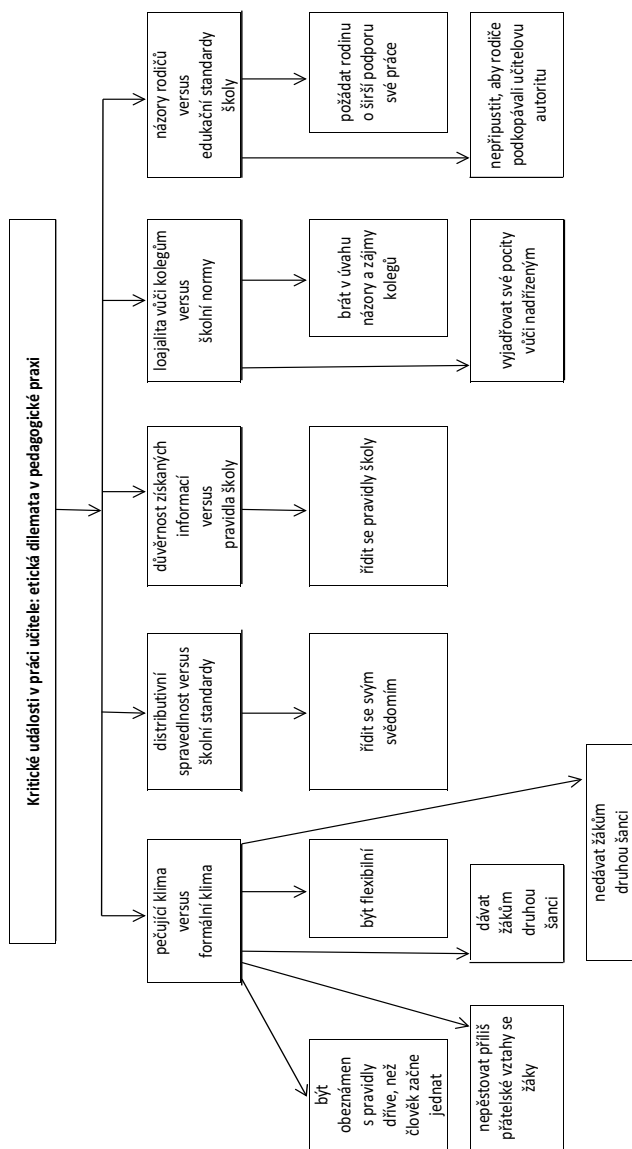 Kritické události v práci učitele: etická dilemata v pedagogické praxi
pečující klima
versus
formální klima
distributivní
spravedlnost versus
školní standardy
důvěrnost získaných
informací
versus
pravidla školy
loajalita vůči kolegům
versus
školní normy
názory rodičů
versus
edukační standardy
školy
být
obeznámen
s pravidly
dříve, než
člověk začne
jednat
být flexibilní
řídit se svým
svědomím
řídit se pravidly školy
brát v úvahu
názory a zájmy
kolegů
požádat rodinu
o širší podporu
své práce
nepěstovat příliš
přátelské vztahy se
žáky
dávat
žákům
druhou
šanci
vyjadřovat své pocity
vůči nadřízeným
nepřipustit, aby rodiče
podkopávali učitelovu
autoritu
nedávat žákům
druhou šanci